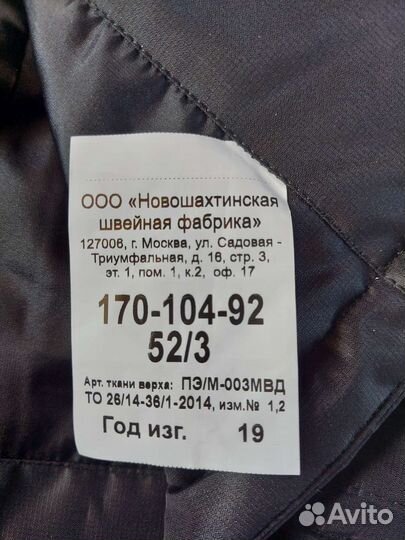 ООО «Новошахтинская
швейная фабрика»
127006, г. Москва, ул. Садовая -
Триумфальная, д. 16, стр. 3,
эт. 1, пом. 1, к.2, оф. 17
170-104-92
52/3
Арт. ткани верха: ПЭ/М-003МВД
ТО 26/14-36/1-2014, изм.№ 1,2
Год изг. 19
Avito